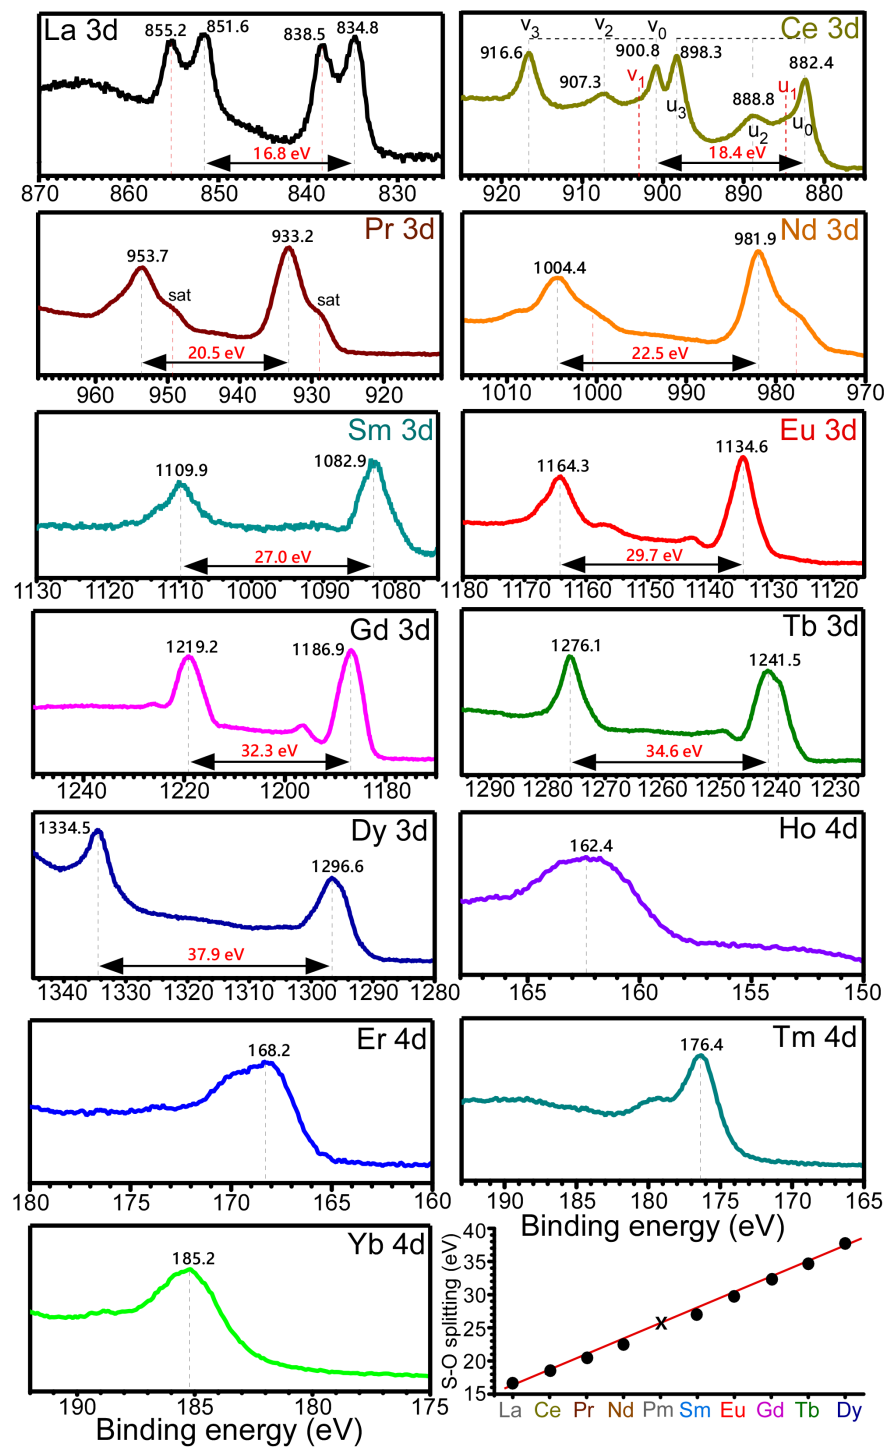 La 3d
855.2
851.6
838.5
834.8
16.8 eV
870 860 850 840 830
Ce 3d
v3 v2 v0
916.6
907.3
900.8
v1
898.3
u3
888.8
u2
u1
u0
882.4
18.4 eV
920 910 900 890 880
Pr 3d
953.7
sat
933.2
sat
20.5 eV
960 950 940 930 920
Nd 3d
1004.4
981.9
22.5 eV
1010 1000 990 980 970
Sm 3d
1109.9
1082.9
27.0 eV
1130 1120 1110 1100 1090 1080
Eu 3d
1164.3
1134.6
29.7 eV
1180 1170 1160 1150 1140 1130 1120
Gd 3d
1219.2
1186.9
32.3 eV
1240 1220 1200 1180
Tb 3d
1276.1
1241.5
34.6 eV
1290 1280 1270 1260 1250 1240 1230
Dy 3d
1334.5
1296.6
37.9 eV
1340 1330 1320 1310 1300 1290 1280
Ho 4d
162.4
165 160 155 150
Er 4d
168.2
180 175 170 165 160
Tm 4d
176.4
190 185 180 175 170 165
Binding energy (eV)
Yb 4d
185.2
190 185 180 175
Binding energy (eV)
S-O splitting (eV)
40
35
30
25
20
15
x
La Ce Pr Nd Pm Sm Eu Gd Tb Dy